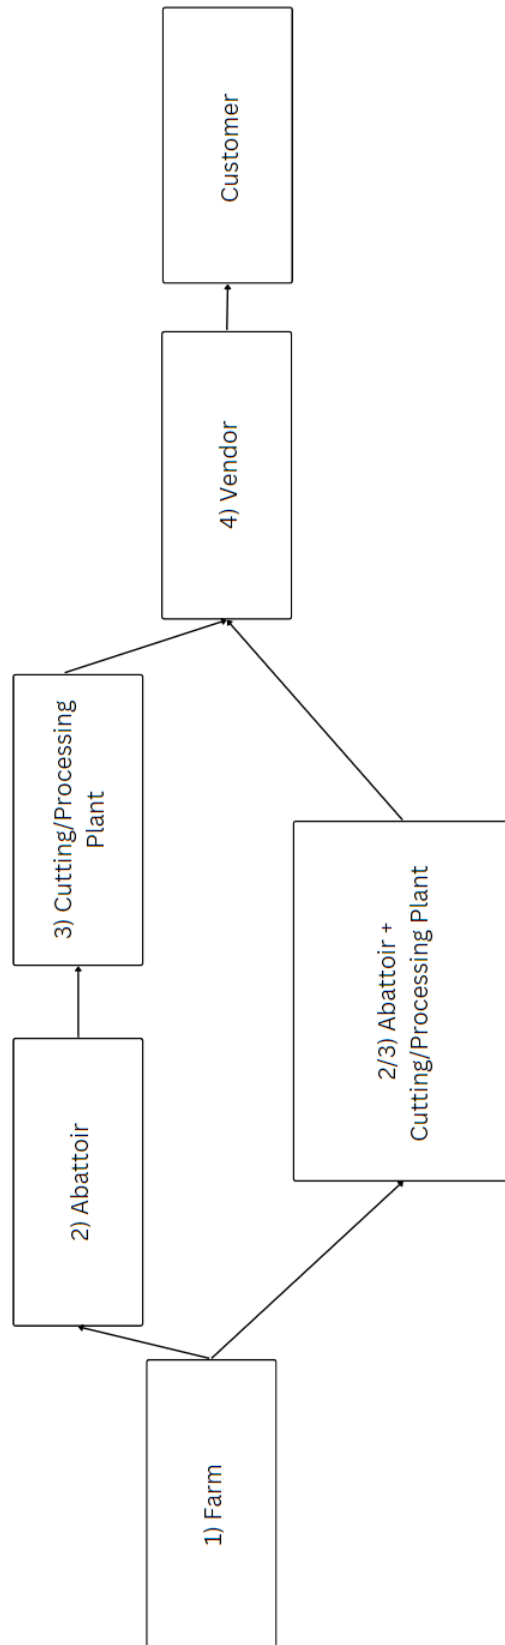 1) Farm
2) Abattoir
3) Cutting/Processing
Plant
2/3) Abattoir +
Cutting/Processing Plant
4) Vendor
Customer